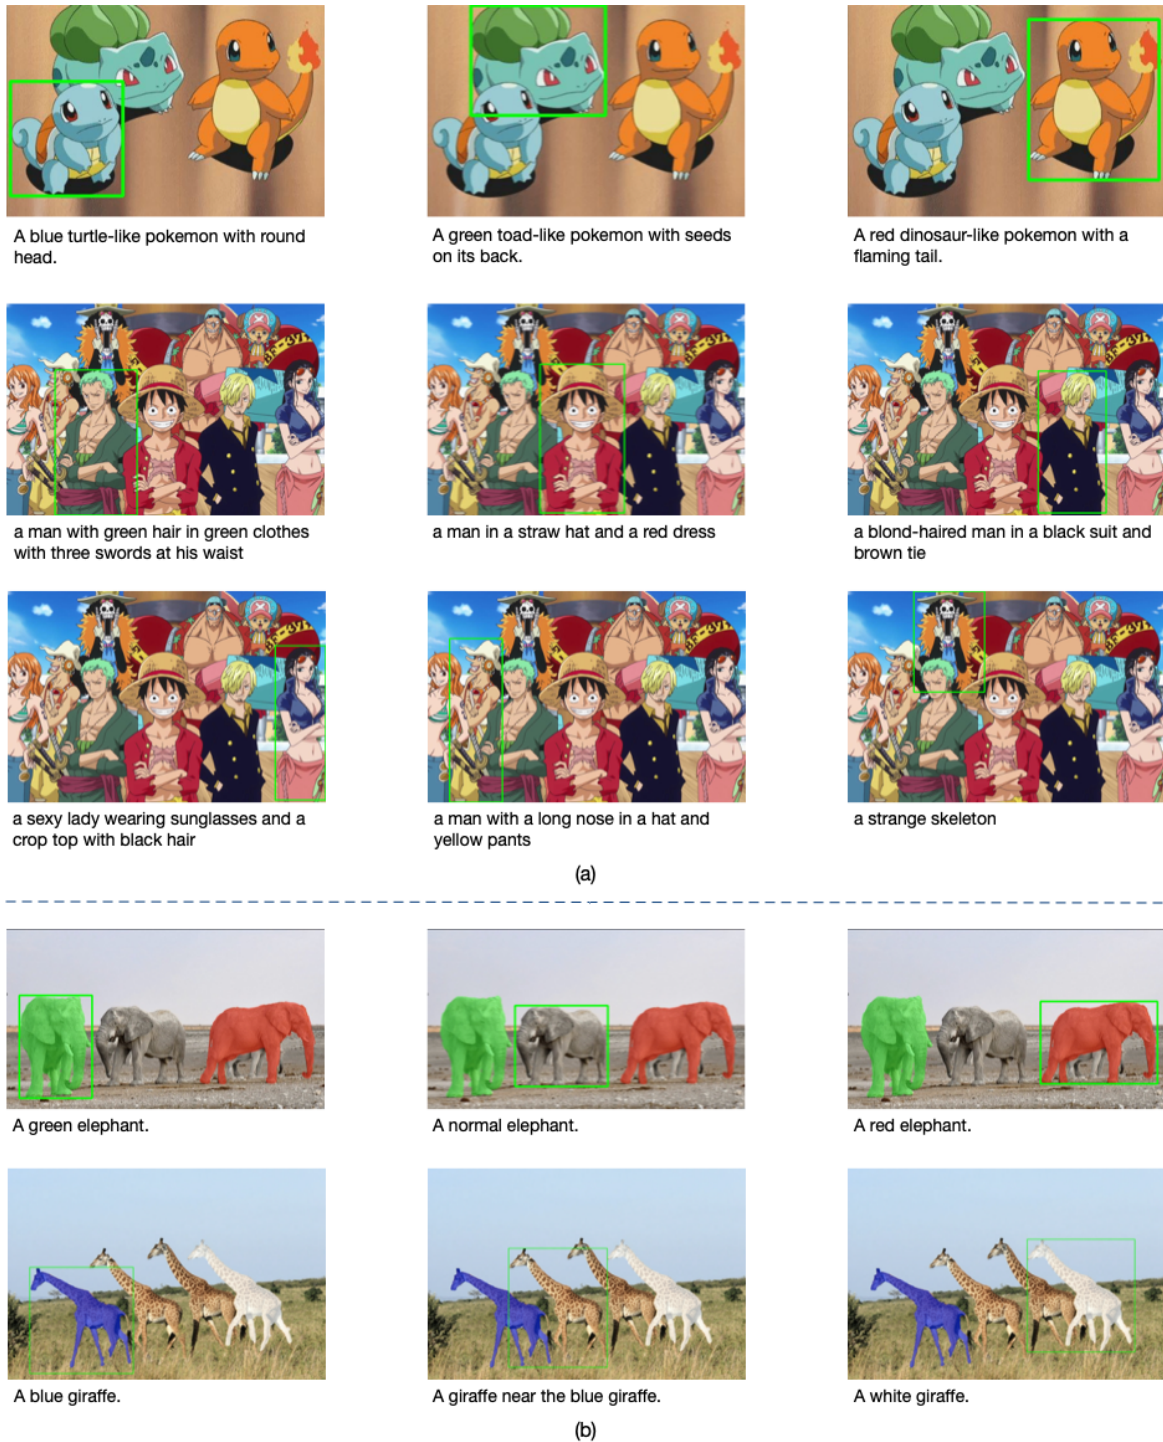 A blue turtle-like pokemon with round
head.
A green toad-like pokemon with seeds
on its back.
A red dinosaur-like pokemon with a
flaming tail.
a man with green hair in green clothes
with three swords at his waist
a man in a straw hat and a red dress
a blond-haired man in a black suit and
brown tie
a sexy lady wearing sunglasses and a
crop top with black hair
a man with a long nose in a hat and
yellow pants
a strange skeleton
(a)
A green elephant.
A normal elephant.
A red elephant.
A blue giraffe.
A giraffe near the blue giraffe.
A white giraffe.
(b)